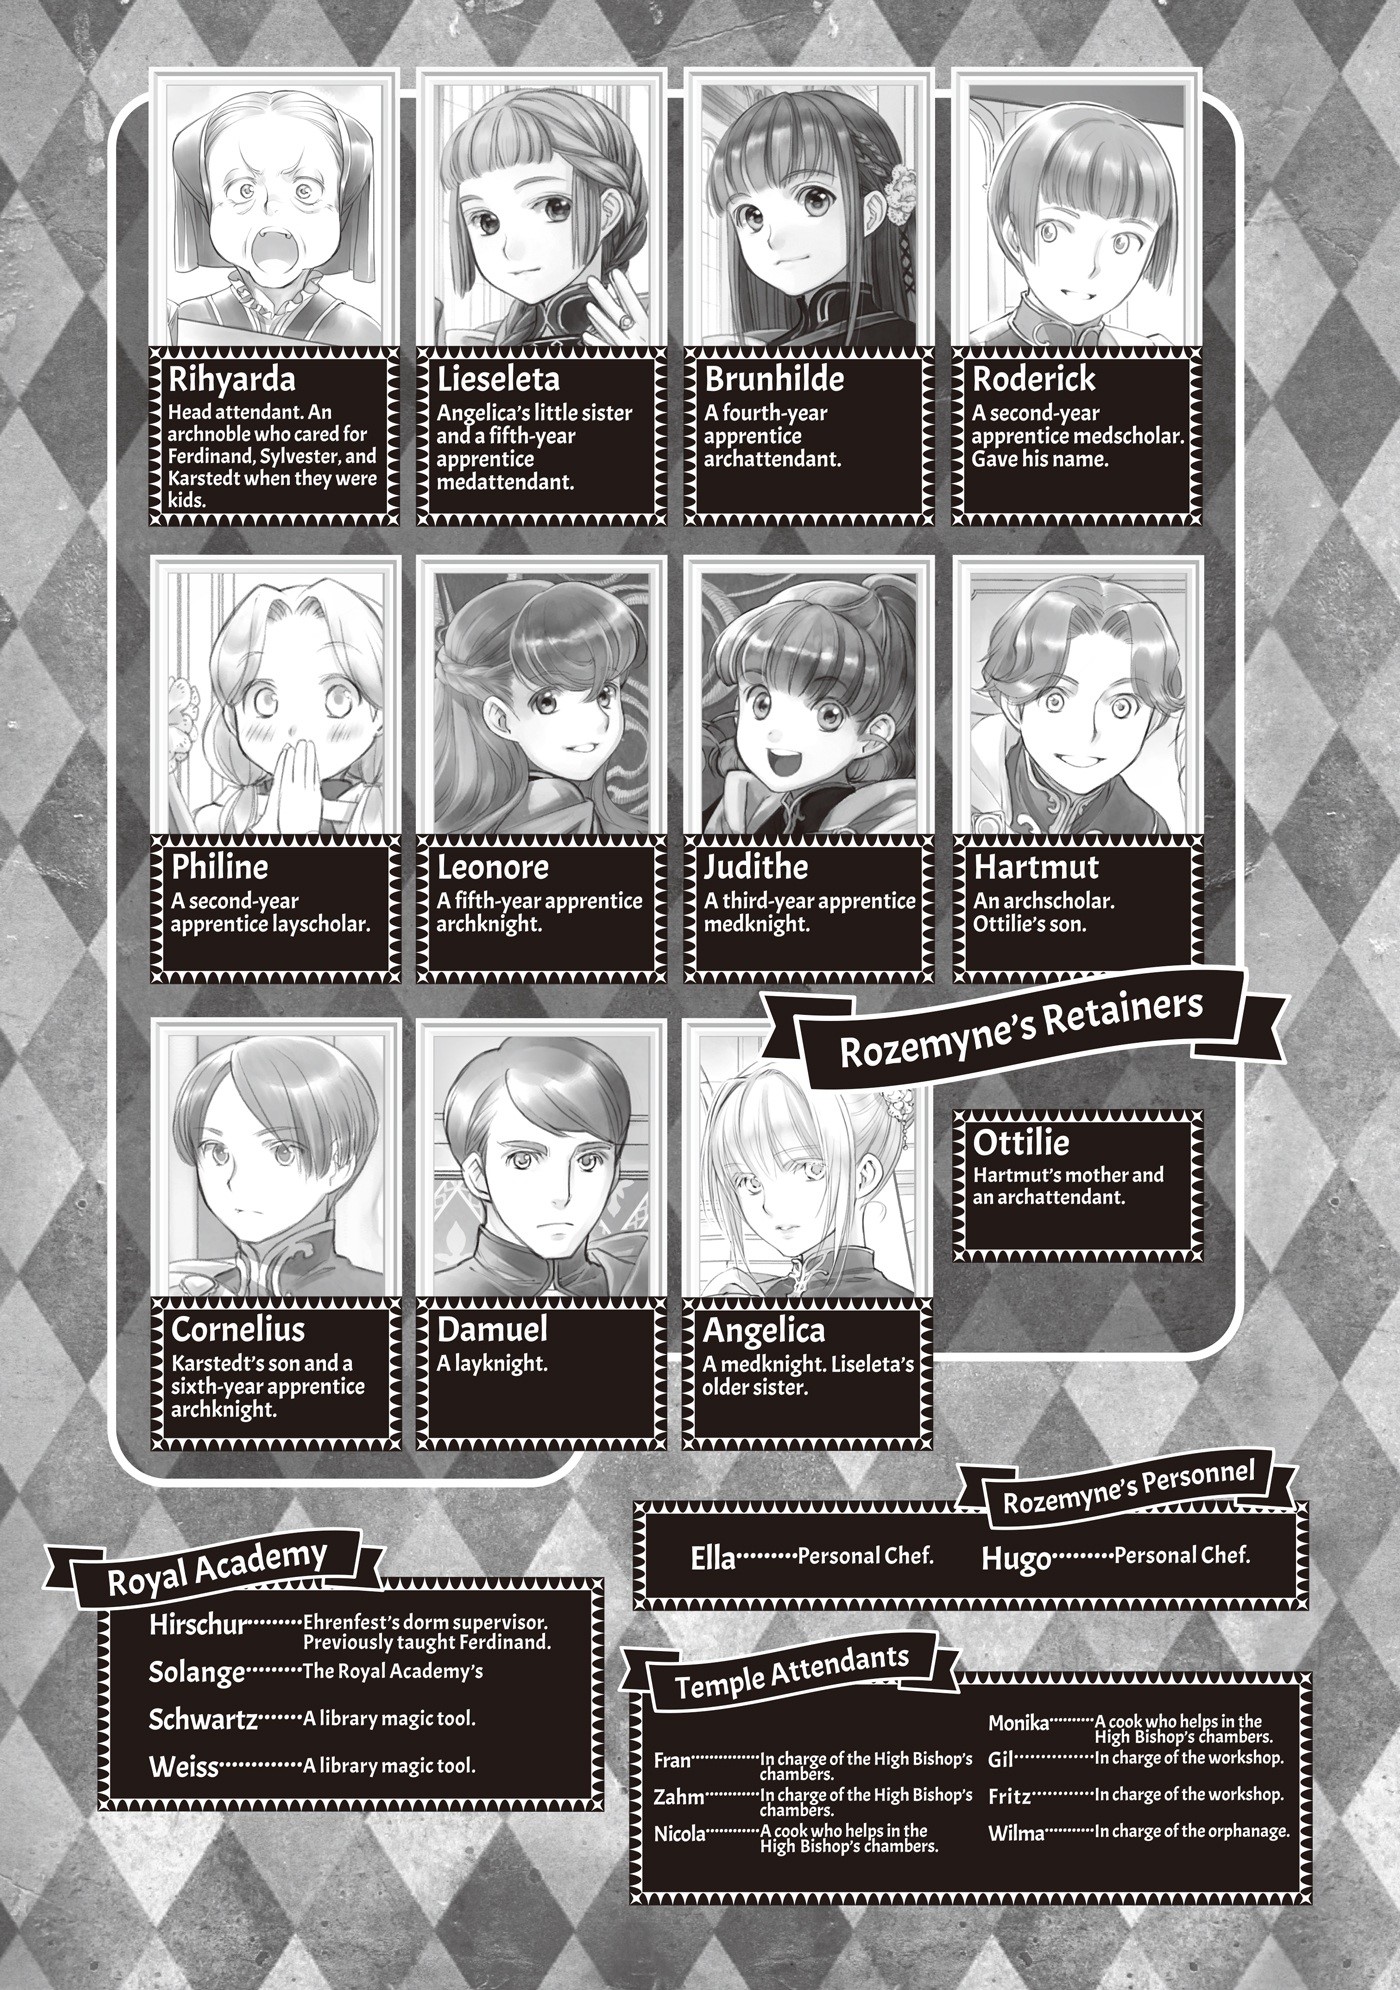 Rihyarda
Head attendant. An
archnoble who cared for
Ferdinand, Sylvester, and
Karstedt when they were
kids.
Lieseleta
Angelica's little sister
and a fifth-year
apprentice
medattendant.
Brunhilde
A fourth-year
apprentice
archattendant.
Roderick
A second-year
apprentice medscholar.
Gave his name.
Philine
A second-year
apprentice layscholar.
Leonore
A fifth-year apprentice
archknight.
Judithe
A third-year apprentice
medknight.
Hartmut
An archscholar.
Ottilie's son.
Rozemyne's Retainers
Cornelius
Karstedt's son and a
sixth-year apprentice
archknight.
Damuel
A layknight.
Angelica
A medknight. Liseleta's
older sister.
Ottilie
Hartmut's mother and
an archattendant.
Rozemyne's Personnel
Ella·········Personal Chef.
Hugo·········Personal Chef.
Royal Academy
Hirschur·········Ehrenfest's dorm supervisor.
Previously taught Ferdinand.
Solange·········The Royal Academy's
Schwartz·······A library magic tool.
Weiss·············A library magic tool.
Temple Attendants
Fran···············In charge of the High Bishop's
chambers.
Zahm············In charge of the High Bishop's
chambers.
Nicola············A cook who helps in the
High Bishop's chambers.
Monika··········A cook who helps in the
High Bishop's chambers.
Gil·················In charge of the workshop.
Fritz··············In charge of the workshop.
Wilma···········In charge of the orphanage.